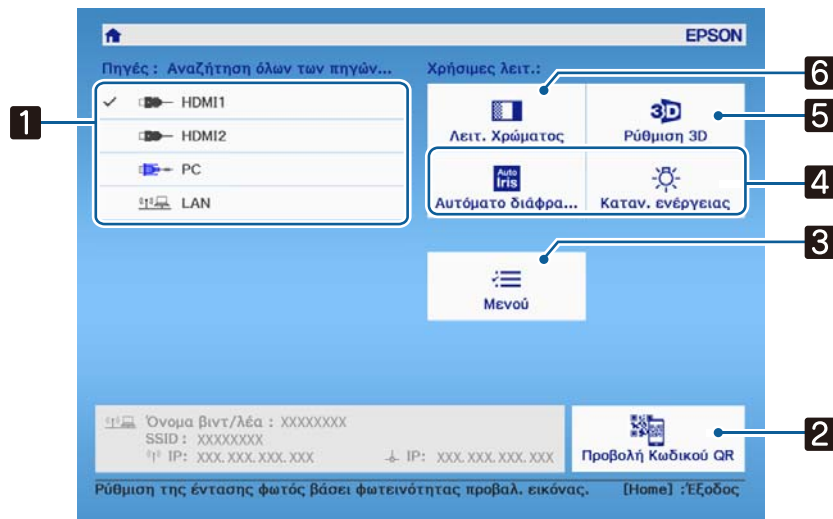 EPSON
Πηγές : Αναζήτηση όλων των πηγών...
Χρήσιμες λειτ.:
6
1
HDMI1
HDMI2
PC
LAN
Λειτ. Χρώματος
Ρύθμιση 3D
5
Auto Iris
Αυτόματο διάφρα...
Καταν. ενέργειας
4
3
Μενού
Όνομα βιντ/λέα : XXXXXXXX
SSID : XXXXXXXX
IP: XXX. XXX. XXX. XXX
IP: XXX. XXX. XXX. XXX
Προβολή Κωδικού QR
2
Ρύθμιση της έντασης φωτός βάσει φωτεινότητας προβαλ. εικόνας.
[Home] :Έξοδος